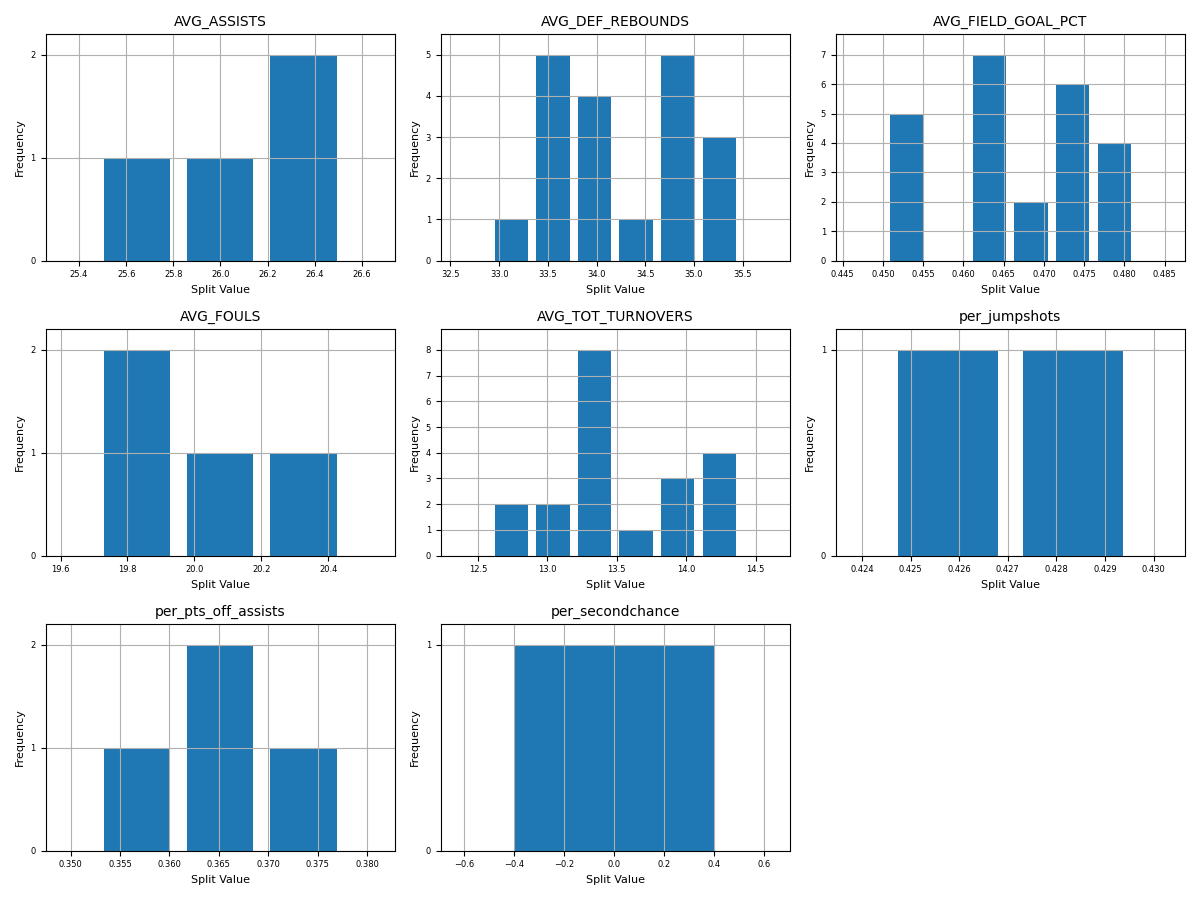 AVG_ASSISTS
Frequency
2
1
0
25.4 25.6 25.8 26.0 26.2 26.4 26.6
Split Value
AVG_DEF_REBOUNDS
Frequency
5
4
3
2
1
0
32.5 33.0 33.5 34.0 34.5 35.0 35.5
Split Value
AVG_FIELD_GOAL_PCT
Frequency
7
6
5
4
3
2
1
0
0.445 0.450 0.455 0.460 0.465 0.470 0.475 0.480 0.485
Split Value
AVG_FOULS
Frequency
2
1
0
19.6 19.8 20.0 20.2 20.4
Split Value
AVG_TOT_TURNOVERS
Frequency
8
7
6
5
4
3
2
1
0
12.5 13.0 13.5 14.0 14.5
Split Value
per_jumpshots
Frequency
1
0
0.424 0.425 0.426 0.427 0.428 0.429 0.430
Split Value
per_pts_off_assists
Frequency
2
1
0
0.350 0.355 0.360 0.365 0.370 0.375 0.380
Split Value
per_secondchance
Frequency
1
0
−0.6 −0.4 −0.2 0.0 0.2 0.4 0.6
Split Value